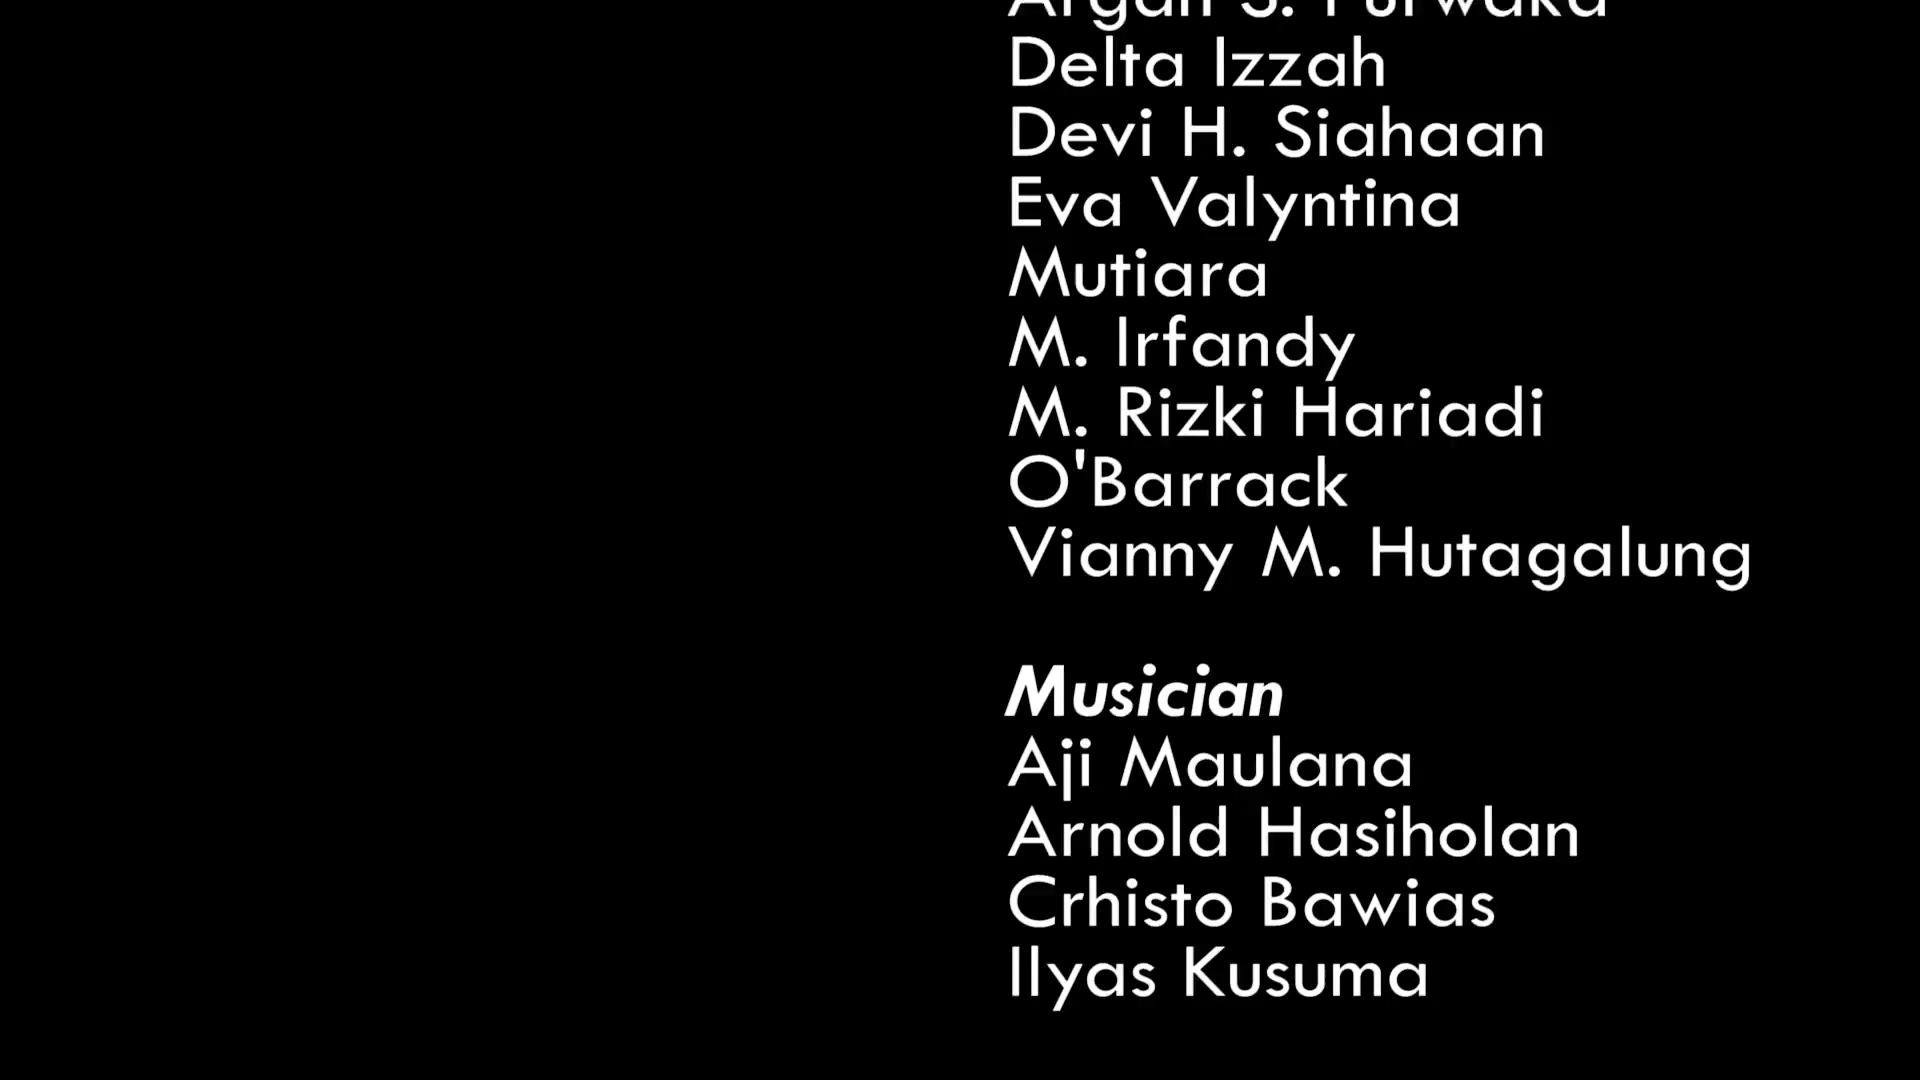 Delta Izzah
Devi H. Siahaan
Eva Valyntina
Mutiara
M. Irfandy
M. Rizki Hariadi
O'Barrack
Vianny M. Hutagalung
Musician
Aji Maulana
Arnold Hasiholan
Crhisto Bawias
Ilyas Kusuma